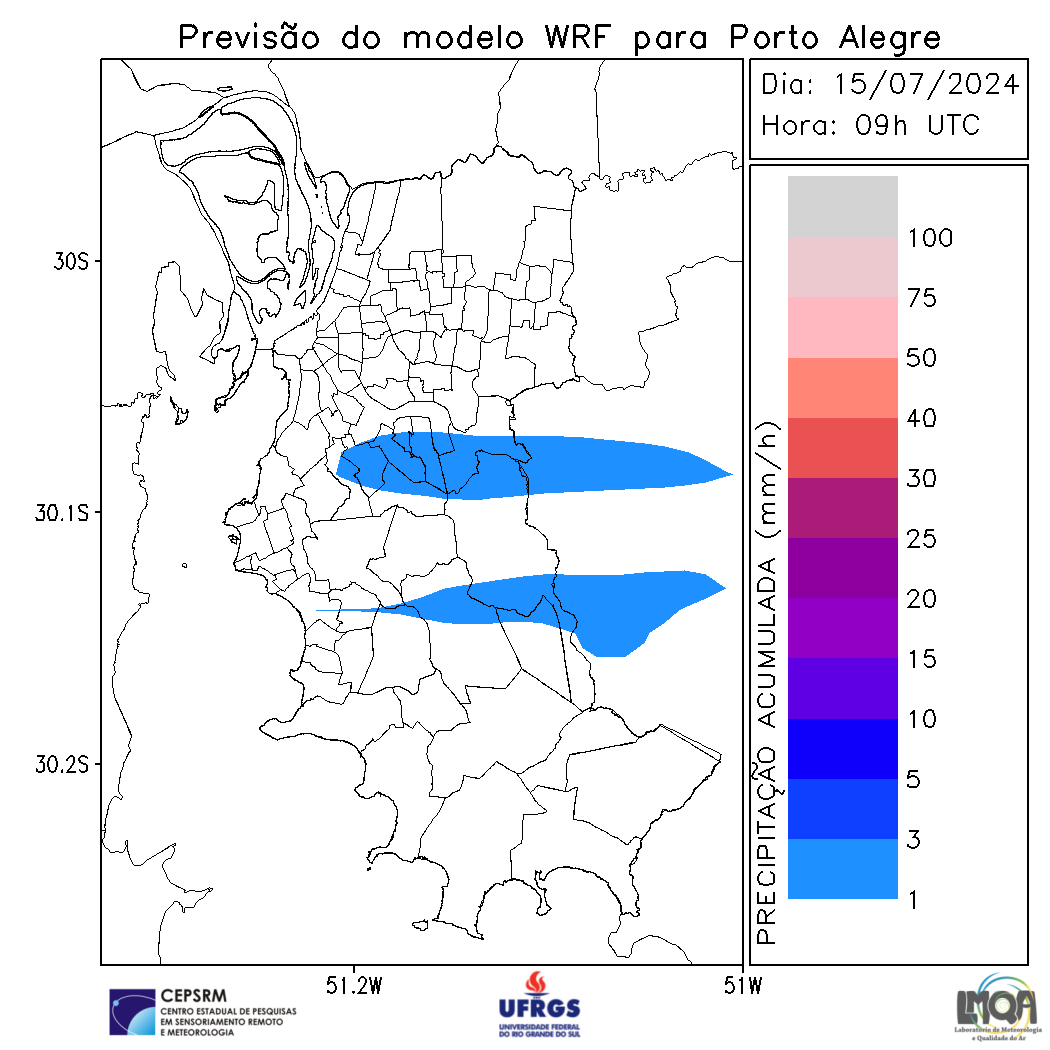 Previsão do modelo WRF para Porto Alegre
Dia: 15/07/2024
Hora: 09h UTC
30S
30.1S
30.2S
51.2W
51W
PRECIPITAÇÃO ACUMULADA (mm/h)
100
75
50
40
30
25
20
15
10
5
3
1
CEPSRM
CENTRO ESTADUAL DE PESQUISAS
EM SENSORIAMENTO REMOTO
E METEOROLOGIA
UFRGS
UNIVERSIDADE FEDERAL
DO RIO GRANDE DO SUL
LMQA
Laboratório de Meteorologia
e Qualidade do Ar